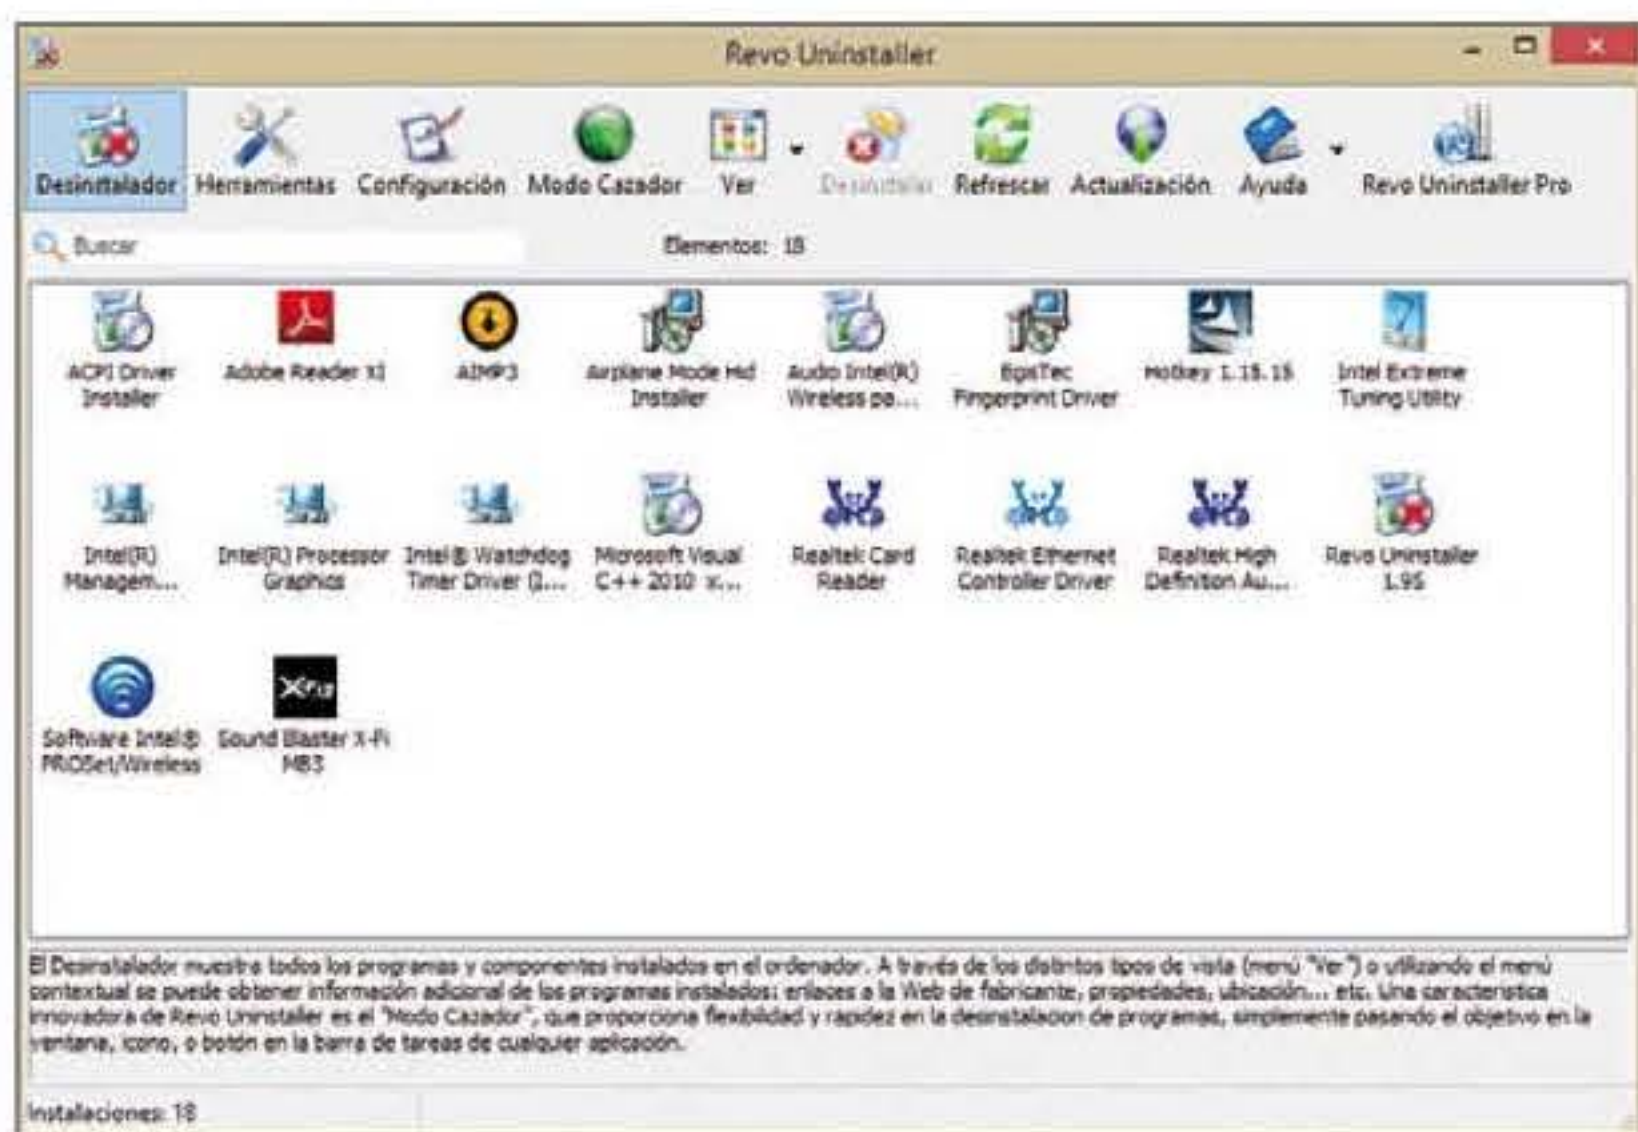 Revo Uninstaller
Desinstalador Herramientas Configuración Modo Cazador Ver Desinstalar Refrescar Actualización Ayuda Revo Uninstaller Pro
Buscar Elementos: 18
ACPI Driver Installer
Adobe Reader XI
AIMP3
Airplane Mode Hid Installer
Audio Intel(R) Wireless pa...
EgisTec Fingerprint Driver
Hotkey 1.15.15
Intel Extreme Tuning Utility
Intel(R) Managem...
Intel(R) Processor Graphics
Intel® Watchdog Timer Driver (I...
Microsoft Visual C++ 2010 x...
Realtek Card Reader
Realtek Ethernet Controller Driver
Realtek High Definition Au...
Revo Uninstaller 1.95
Software Intel® PROSet/Wireless
XFi3
Sound Blaster X-Fi MB3
El Desinstalador muestra todos los programas y componentes instalados en el ordenador. A través de los distintos tipos de vista (menú "Ver") o utilizando el menú
contextual se puede obtener información adicional de los programas instalados: enlaces a la Web de fabricante, propiedades, ubicación... etc. Una característica
innovadora de Revo Uninstaller es el "Modo Cazador", que proporciona flexibilidad y rapidez en la desinstalacion de programas, simplemente pasando el objetivo en la
ventana, icono, o botón en la barra de tareas de cualquier aplicación.
Instalaciones: 18